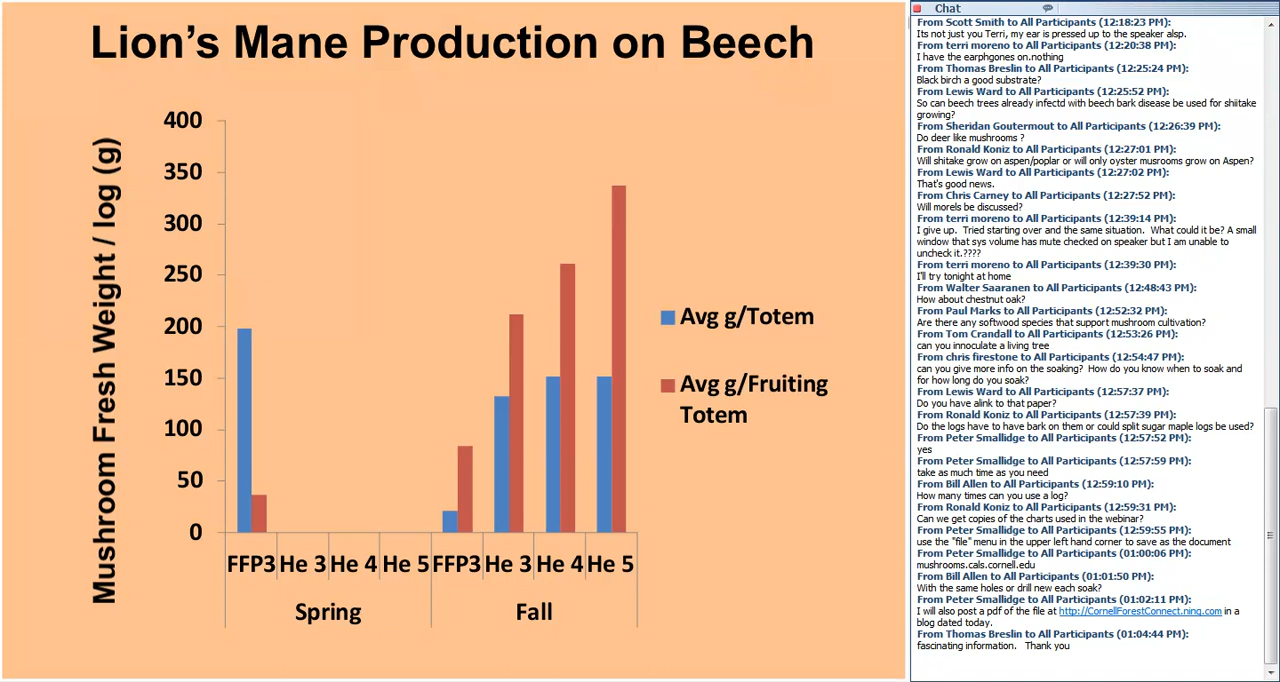 Lion's Mane Production on Beech
Mushroom Fresh Weight / log (g)
400
350
300
250
200
150
100
50
0
FFP3 He 3 He 4 He 5 FFP3 He 3 He 4 He 5
Spring Fall
Avg g/Totem
Avg g/Fruiting
Totem
Chat
From Scott Smith to All Participants (12:18:23 PM):
Its not just you Terri, my ear is pressed up to the speaker alsp.
From terri moreno to All Participants (12:20:38 PM):
I have the earphgones on.nothing
From Thomas Breslin to All Participants (12:25:24 PM):
Black birch a good substrate?
From Lewis Ward to All Participants (12:25:52 PM):
So can beech trees already infectd with beech bark disease be used for shiitake
growing?
From Sheridan Goutermout to All Participants (12:26:39 PM):
Do deer like mushrooms ?
From Ronald Koniz to All Participants (12:27:01 PM):
Will shitake grow on aspen/poplar or will only oyster musrooms grow on Aspen?
From Lewis Ward to All Participants (12:27:02 PM):
That's good news.
From Chris Carney to All Participants (12:27:52 PM):
Will morels be discussed?
From terri moreno to All Participants (12:39:14 PM):
I give up.  Tried starting over and the same situation.  What could it be? A small
window that sys volume has mute checked on speaker but I am unable to
uncheck it.????
From terri moreno to All Participants (12:39:30 PM):
I'll try tonight at home
From Walter Saaranen to All Participants (12:48:43 PM):
How about chestnut oak?
From Paul Marks to All Participants (12:52:32 PM):
Are there any softwood species that support mushroom cultivation?
From Tom Crandall to All Participants (12:53:26 PM):
can you innoculate a living tree
From chris firestone to All Participants (12:54:47 PM):
can you give more info on the soaking?  How do you know when to soak and
for how long do you soak?
From Lewis Ward to All Participants (12:57:37 PM):
Do you have alink to that paper?
From Ronald Koniz to All Participants (12:57:39 PM):
Do the logs have to have bark on them or could split sugar maple logs be used?
From Peter Smallidge to All Participants (12:57:52 PM):
yes
From Peter Smallidge to All Participants (12:57:59 PM):
take as much time as you need
From Bill Allen to All Participants (12:59:10 PM):
How many times can you use a log?
From Ronald Koniz to All Participants (12:59:31 PM):
Can we get copies of the charts used in the webinar?
From Peter Smallidge to All Participants (12:59:55 PM):
use the "file" menu in the upper left hand corner to save as the document
From Peter Smallidge to All Participants (01:00:06 PM):
mushrooms.cals.cornell.edu
From Bill Allen to All Participants (01:01:50 PM):
With the same holes or drill new each soak?
From Peter Smallidge to All Participants (01:02:11 PM):
I will also post a pdf of the file at http://CornellForestConnect.ning.com in a
blog dated today.
From Thomas Breslin to All Participants (01:04:44 PM):
fascinating information.   Thank you